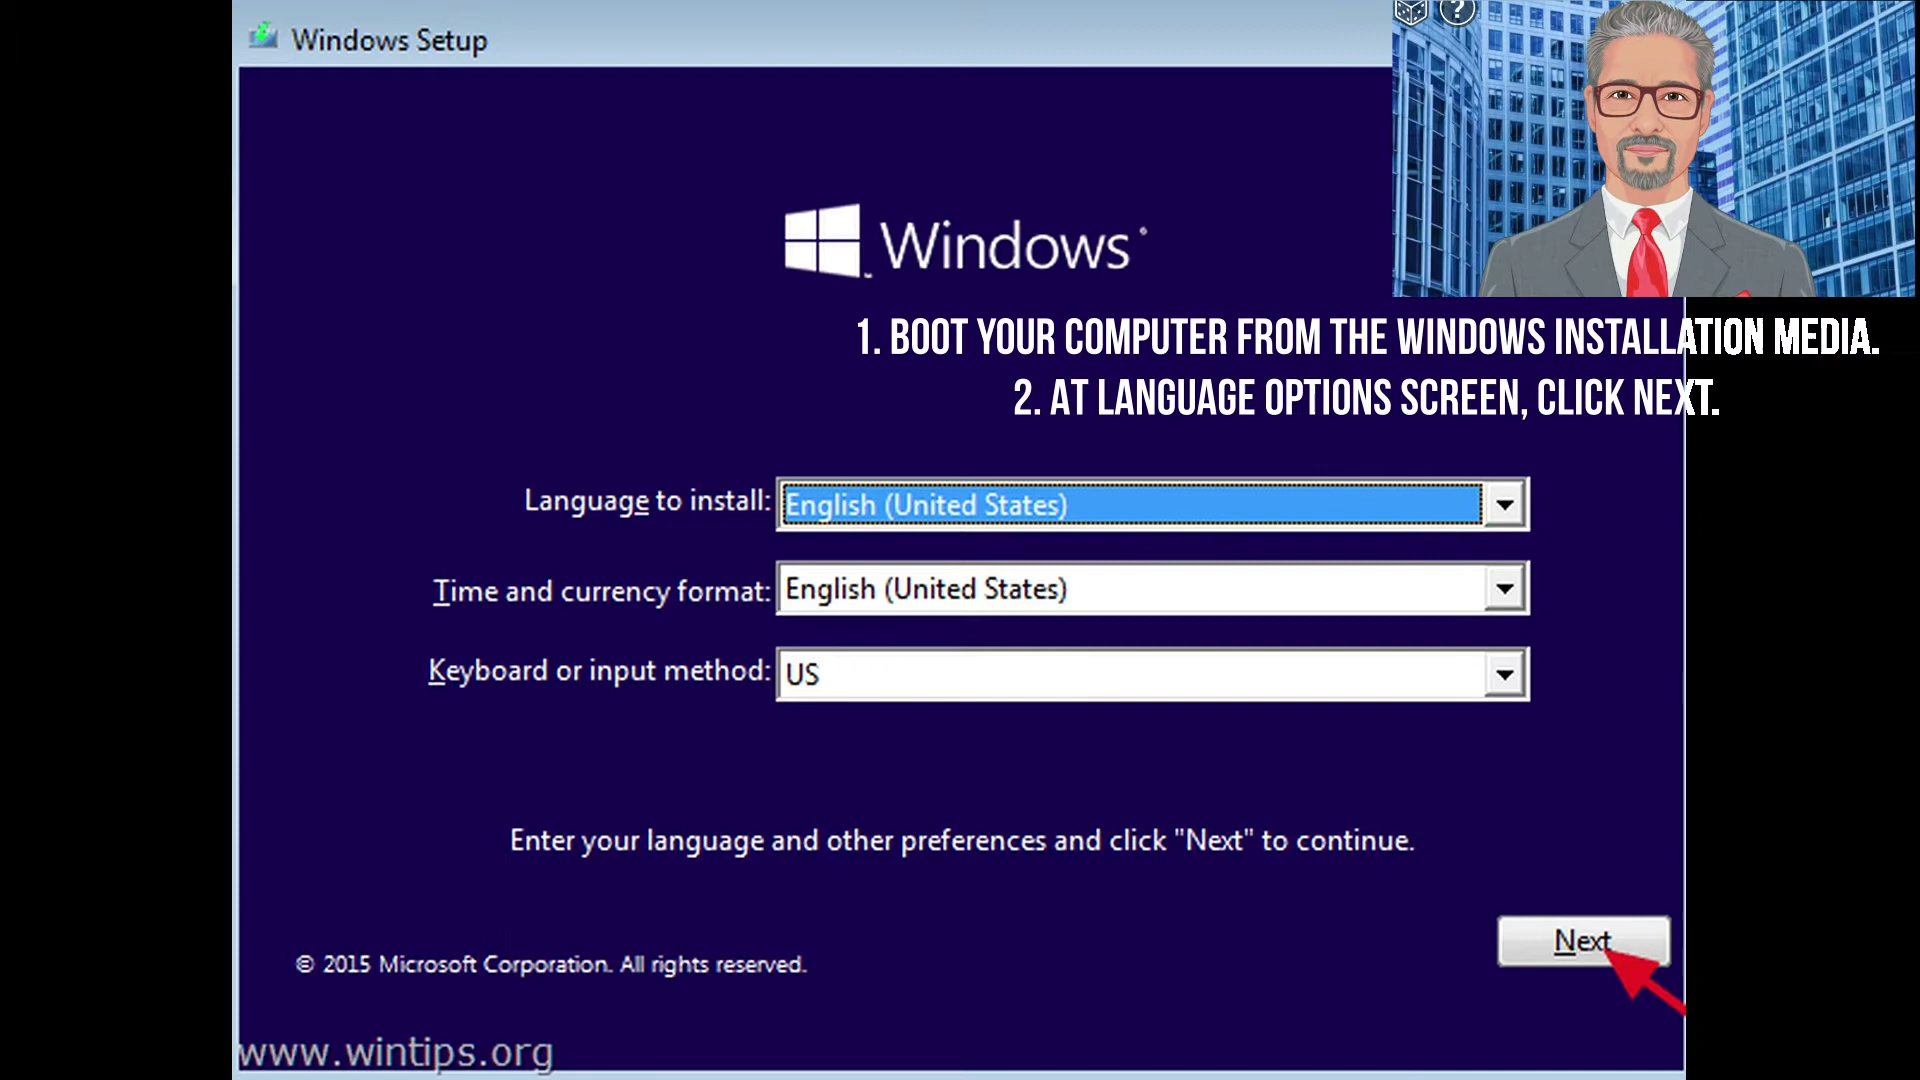 Windows Setup
?
Windows
1. BOOT YOUR COMPUTER FROM THE WINDOWS INSTALLATION MEDIA.
2. AT LANGUAGE OPTIONS SCREEN, CLICK NEXT.
Language to install: English (United States)
Time and currency format: English (United States)
Keyboard or input method: US
Enter your language and other preferences and click "Next" to continue.
Next
© 2015 Microsoft Corporation. All rights reserved.
www.wintips.org